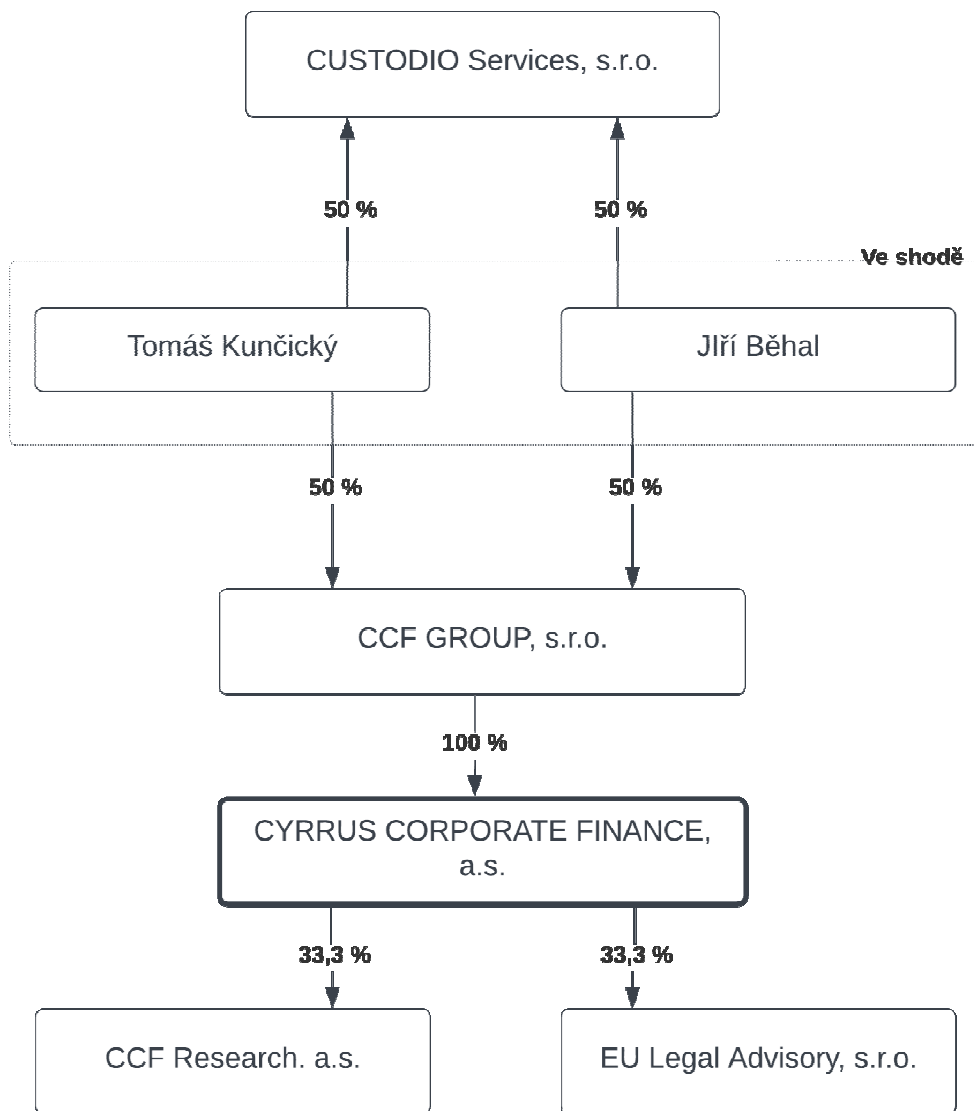 CUSTODIO Services, s.r.o.
50 %
50 %
Ve shodě
Tomáš Kunčický
JIří Běhal
50 %
50 %
CCF GROUP, s.r.o.
100 %
CYRRUS CORPORATE FINANCE,
a.s.
33,3 %
33,3 %
CCF Research. a.s.
EU Legal Advisory, s.r.o.